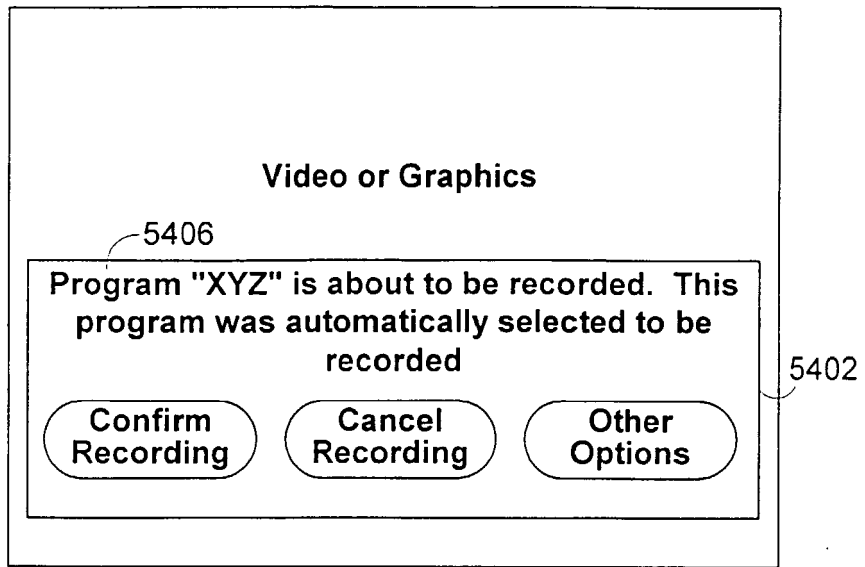 Video or Graphics
5406
Program "XYZ" is about to be recorded. This
program was automatically selected to be
recorded
5402
Confirm
Recording
Cancel
Recording
Other
Options